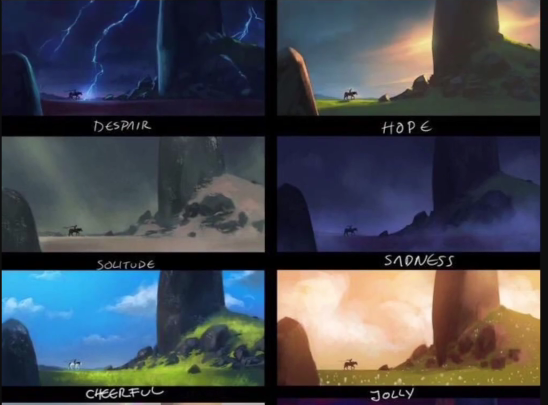 DESPAIR
HOPE
SOLITUDE
SADNESS
CHEERFUL
JOLLY